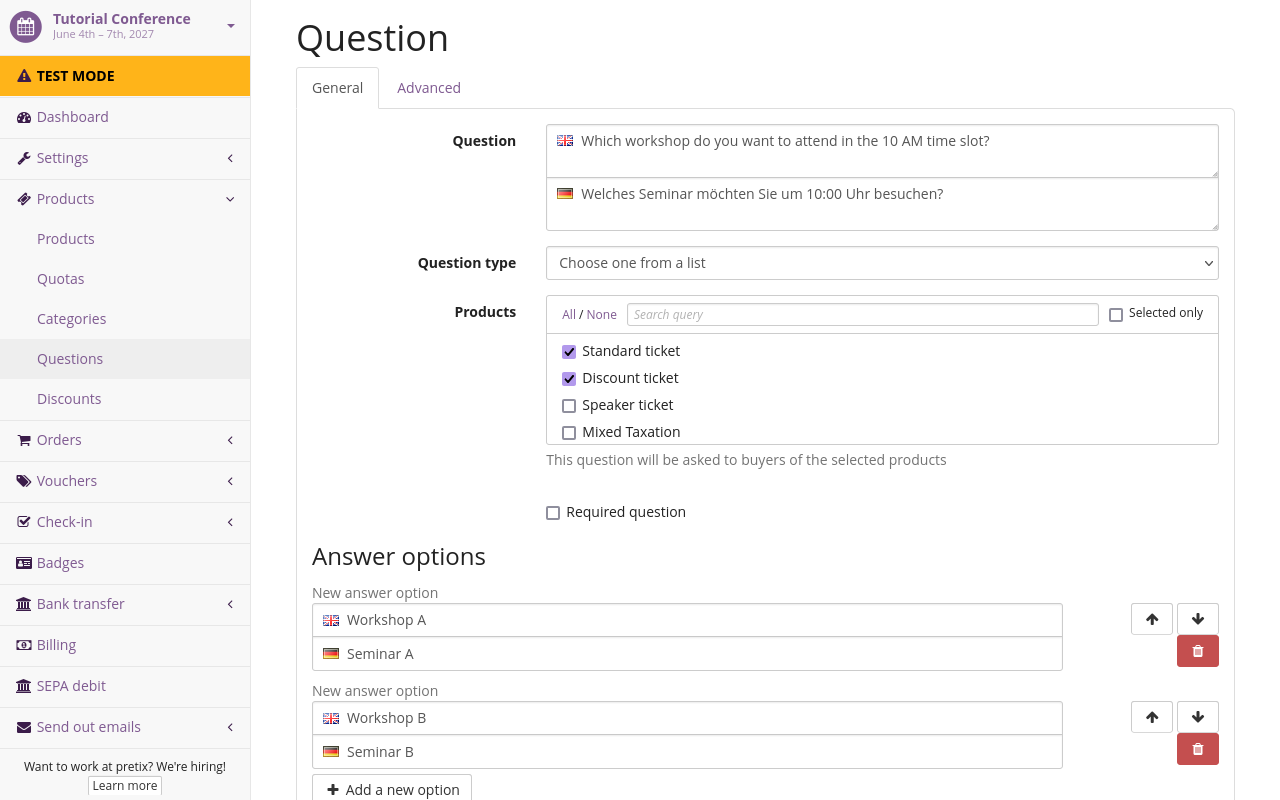 Tutorial Conference
June 4th – 7th, 2027
TEST MODE
Dashboard
Settings
Products
Products
Quotas
Categories
Questions
Discounts
Orders
Vouchers
Check-in
Badges
Bank transfer
Billing
SEPA debit
Send out emails
Want to work at pretix? We're hiring!
Learn more
Question
General Advanced
Question
Which workshop do you want to attend in the 10 AM time slot?
Welches Seminar möchten Sie um 10:00 Uhr besuchen?
Question type
Choose one from a list
Products
All / None Search query Selected only
Standard ticket
Discount ticket
Speaker ticket
Mixed Taxation
This question will be asked to buyers of the selected products
Required question
Answer options
New answer option
Workshop A
Seminar A
New answer option
Workshop B
Seminar B
Add a new option